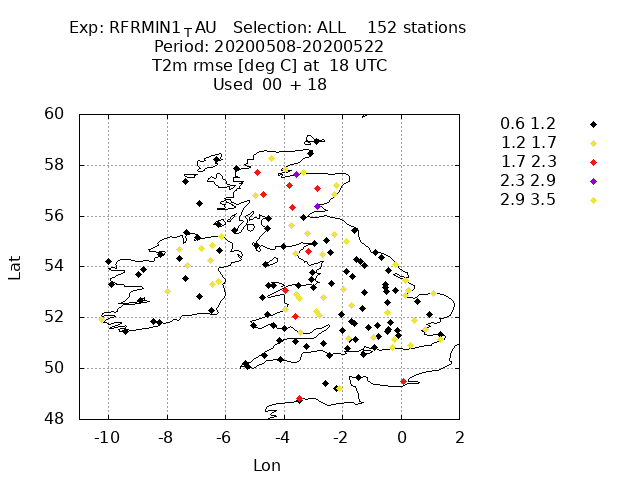 Exp: RFRMIN1_TAU Selection: ALL 152 stations
Period: 20200508-20200522
T2m rmse [deg C] at 18 UTC
Used 00 + 18
60
58
56
54
52
50
48
-10 -8 -6 -4 -2 0 2
Lat
Lon
0.6 1.2
1.2 1.7
1.7 2.3
2.3 2.9
2.9 3.5